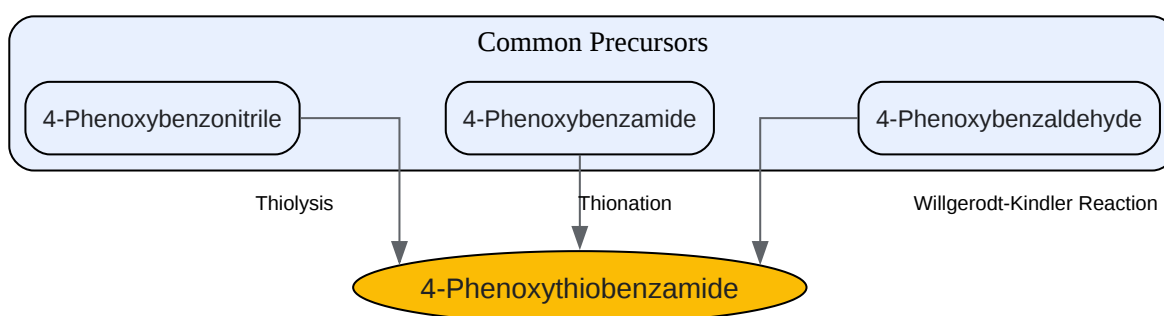 Common Precursors
4-Phenoxybenzonitrile
4-Phenoxybenzamide
4-Phenoxybenzaldehyde
Thiolysis
Thionation
Willgerodt-Kindler Reaction
4-Phenoxythiobenzamide